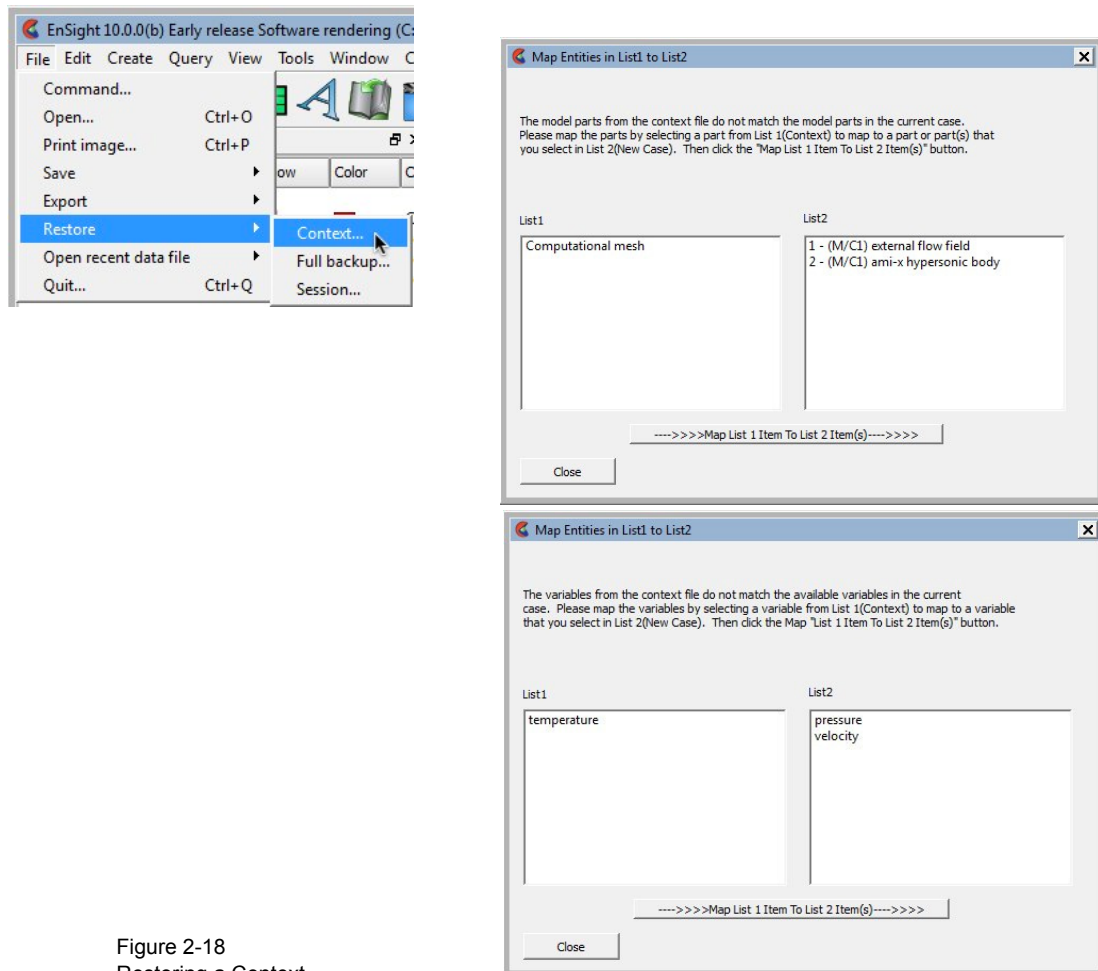 EnSight 10.0.0(b) Early release Software rendering (C:
File Edit Create Query View Tools Window C
Command...
Open... Ctrl+O
Print image... Ctrl+P
Save
Export
Restore
Open recent data file
Quit... Ctrl+Q
ow Color C
Context...
Full backup...
Session...
Map Entities in List1 to List2
The model parts from the context file do not match the model parts in the current case.
Please map the parts by selecting a part from List 1(Context) to map to a part or part(s) that
you select in List 2(New Case). Then click the "Map List 1 Item To List 2 Item(s)" button.
List1
List2
Computational mesh
1 - (M/C1) external flow field
2 - (M/C1) ami-x hypersonic body
---->>>>Map List 1 Item To List 2 Item(s)---->>>>
Close
Map Entities in List1 to List2
The variables from the context file do not match the available variables in the current
case. Please map the variables by selecting a variable from List 1(Context) to map to a variable
that you select in List 2(New Case). Then click the Map "List 1 Item To List 2 Item(s)" button.
List1
List2
temperature
pressure
velocity
---->>>>Map List 1 Item To List 2 Item(s)---->>>>
Close
Figure 2-18
Restoring a Context